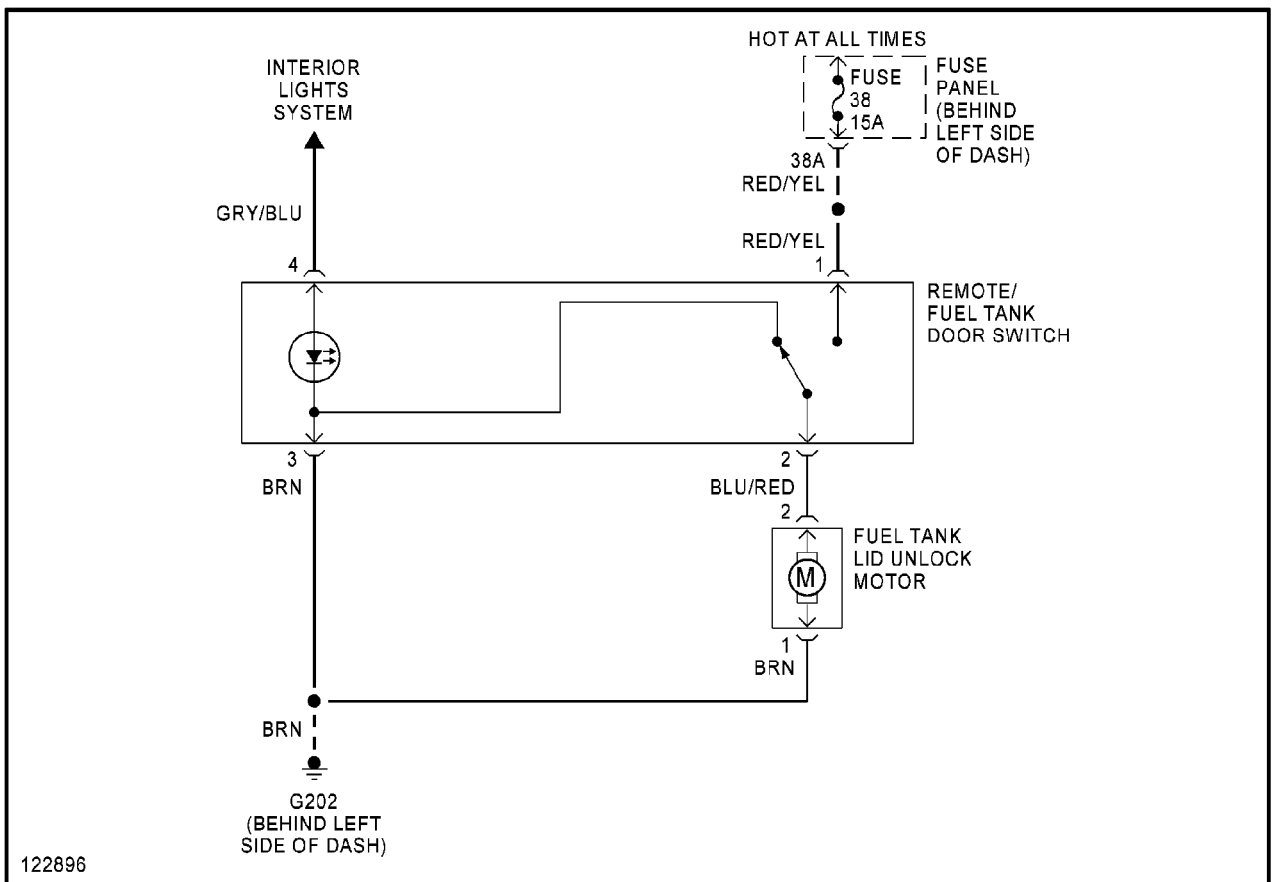 HOT AT ALL TIMES
INTERIOR
LIGHTS
SYSTEM
FUSE
38
15A
FUSE
PANEL
(BEHIND
LEFT SIDE
OF DASH)
38A
RED/YEL
GRY/BLU
RED/YEL
4
1
REMOTE/
FUEL TANK
DOOR SWITCH
3
BRN
2
BLU/RED
2
FUEL TANK
LID UNLOCK
MOTOR
M
1
BRN
BRN
G202
(BEHIND LEFT
SIDE OF DASH)
122896